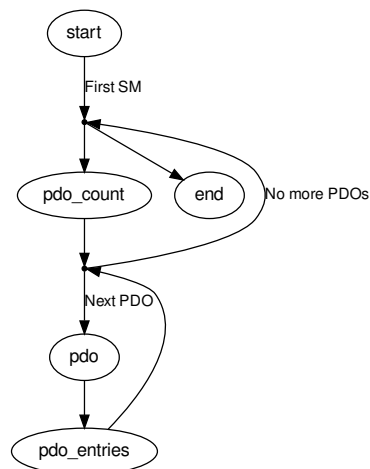 start
First SM
pdo_count
end
No more PDOs
Next PDO
pdo
pdo_entries